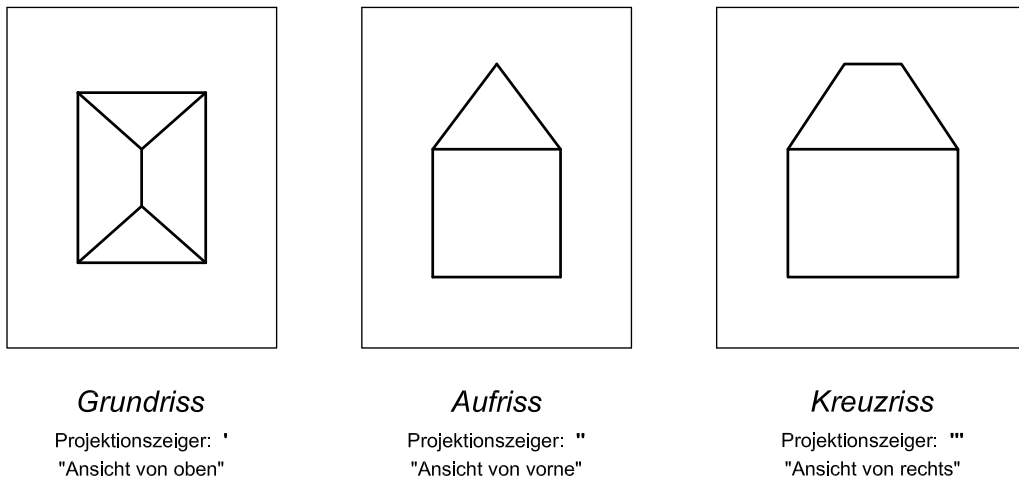 Grundriss
Projektionszeiger: '
"Ansicht von oben"
Aufriss
Projektionszeiger: "
"Ansicht von vorne"
Kreuzriss
Projektionszeiger: '"
"Ansicht von rechts"